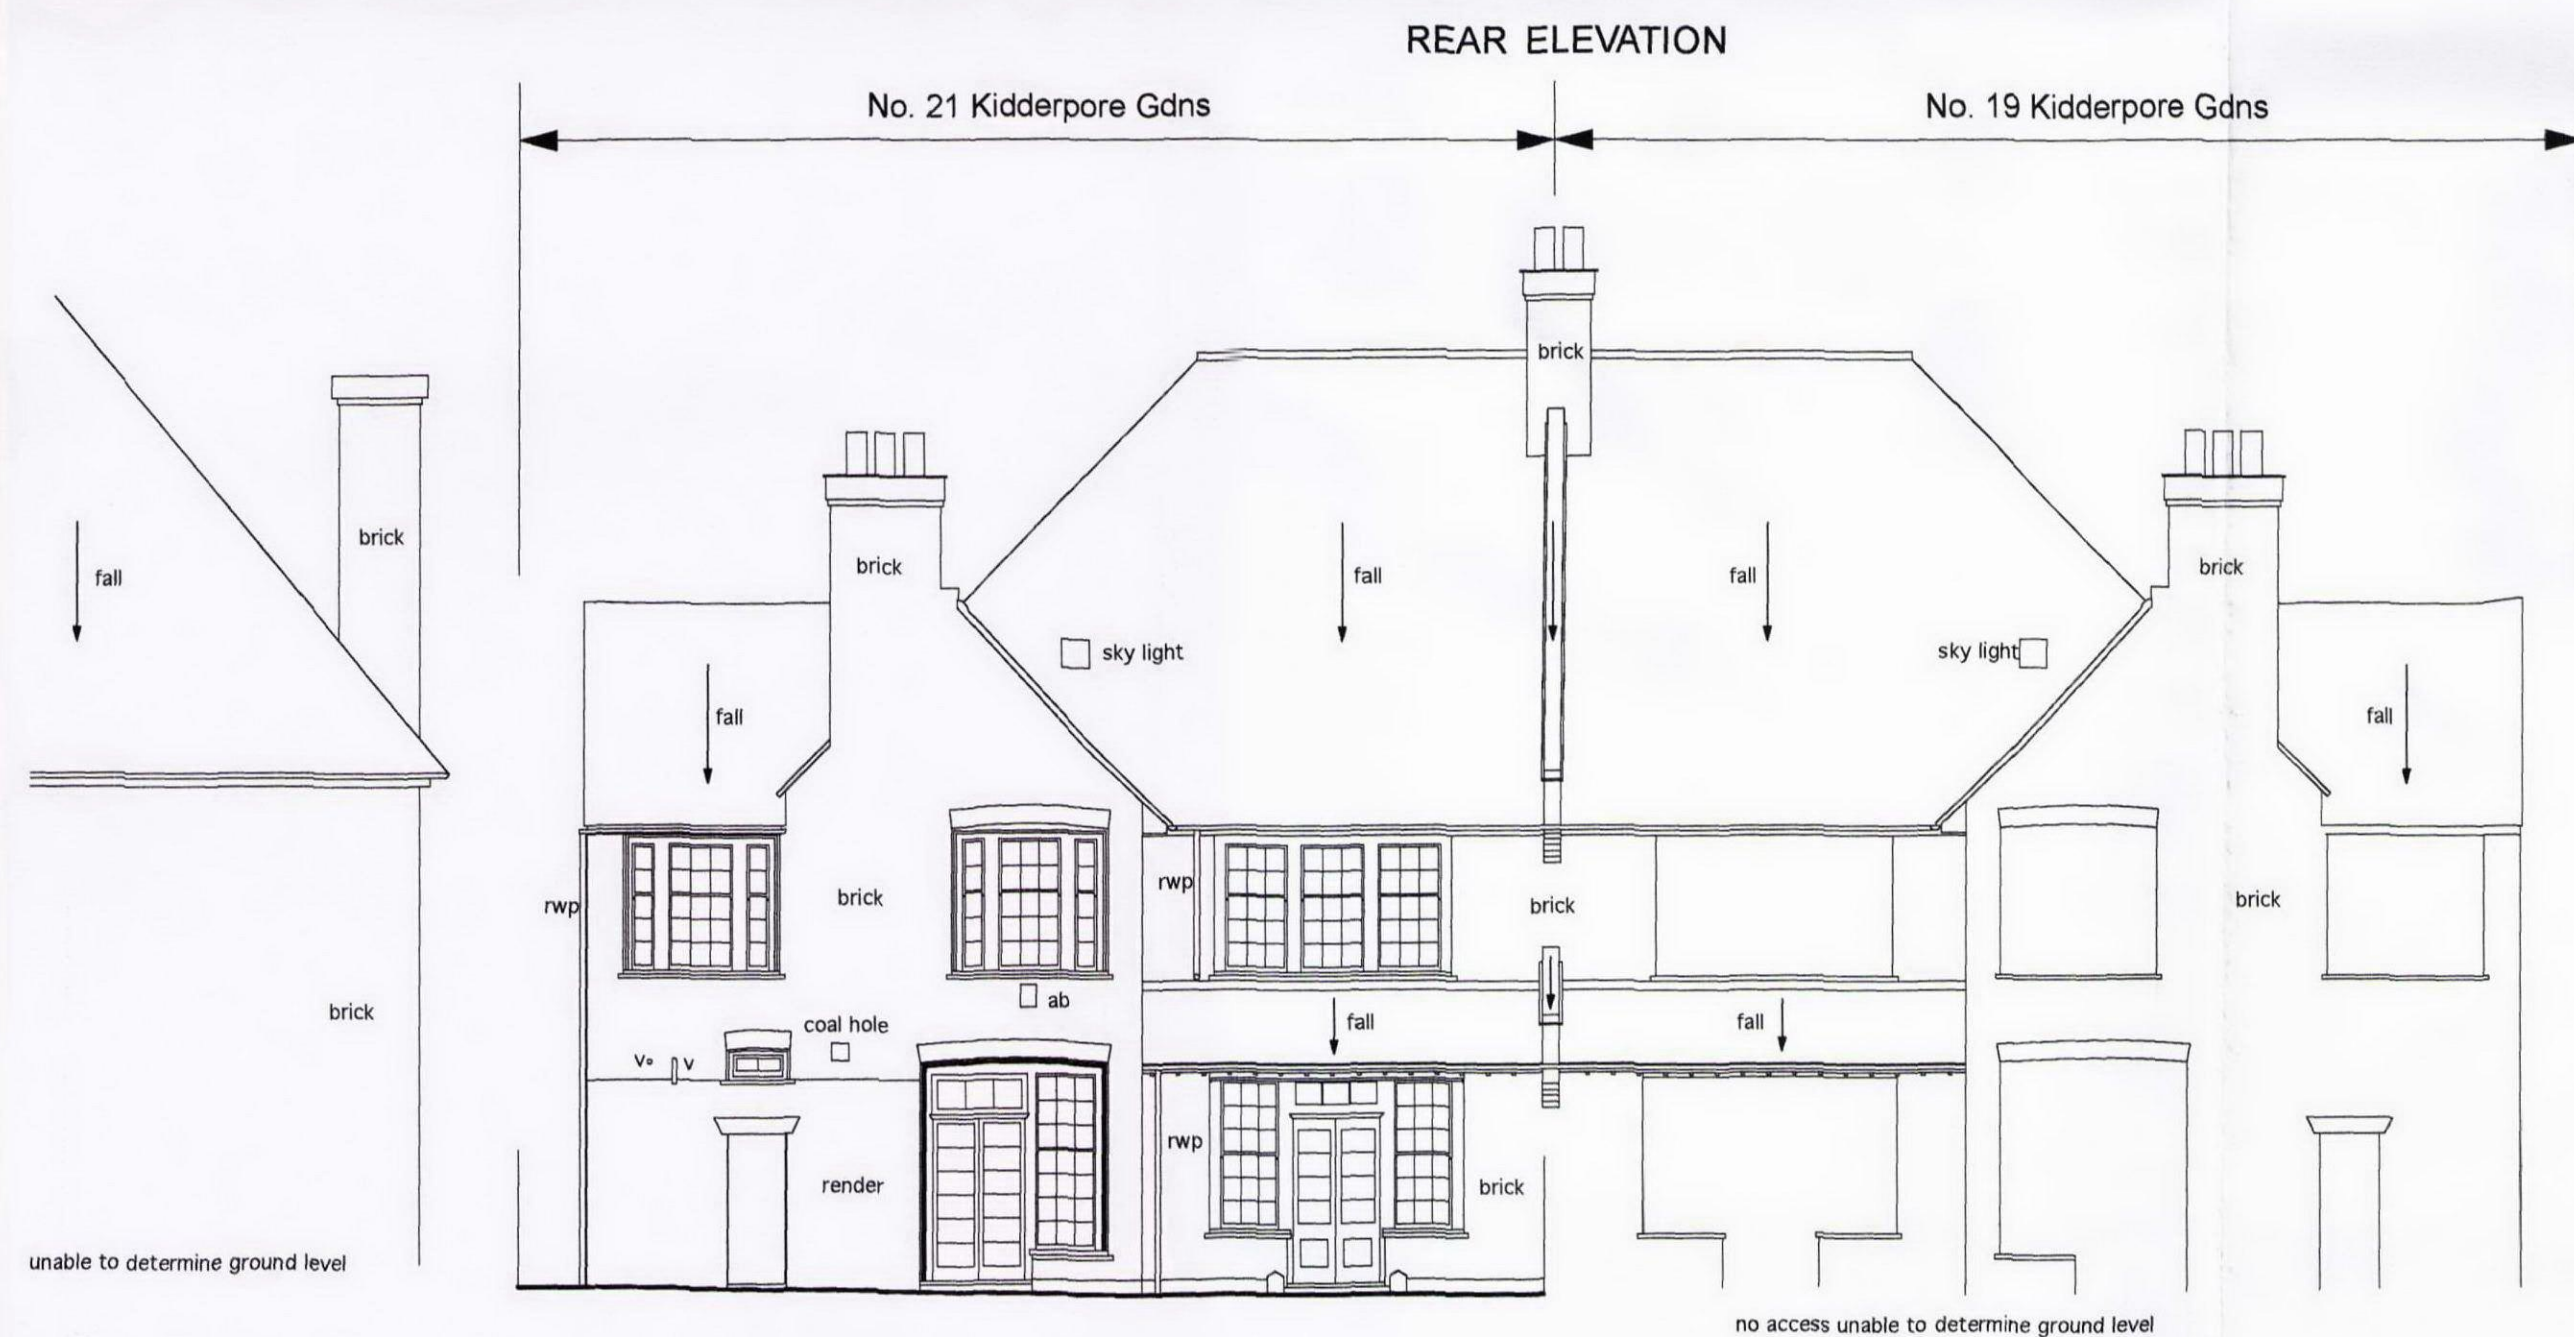 REAR ELEVATION
No. 21 Kidderpore Gdns
No. 19 Kidderpore Gdns
brick
brick
brick
brick
fall
fall
fall
fall
fall
sky light
sky light
fall
rwp
rwp
brick
brick
brick
ab
brick
coal hole
fall
fall
V
V
rwp
render
brick
unable to determine ground level
no access unable to determine ground level